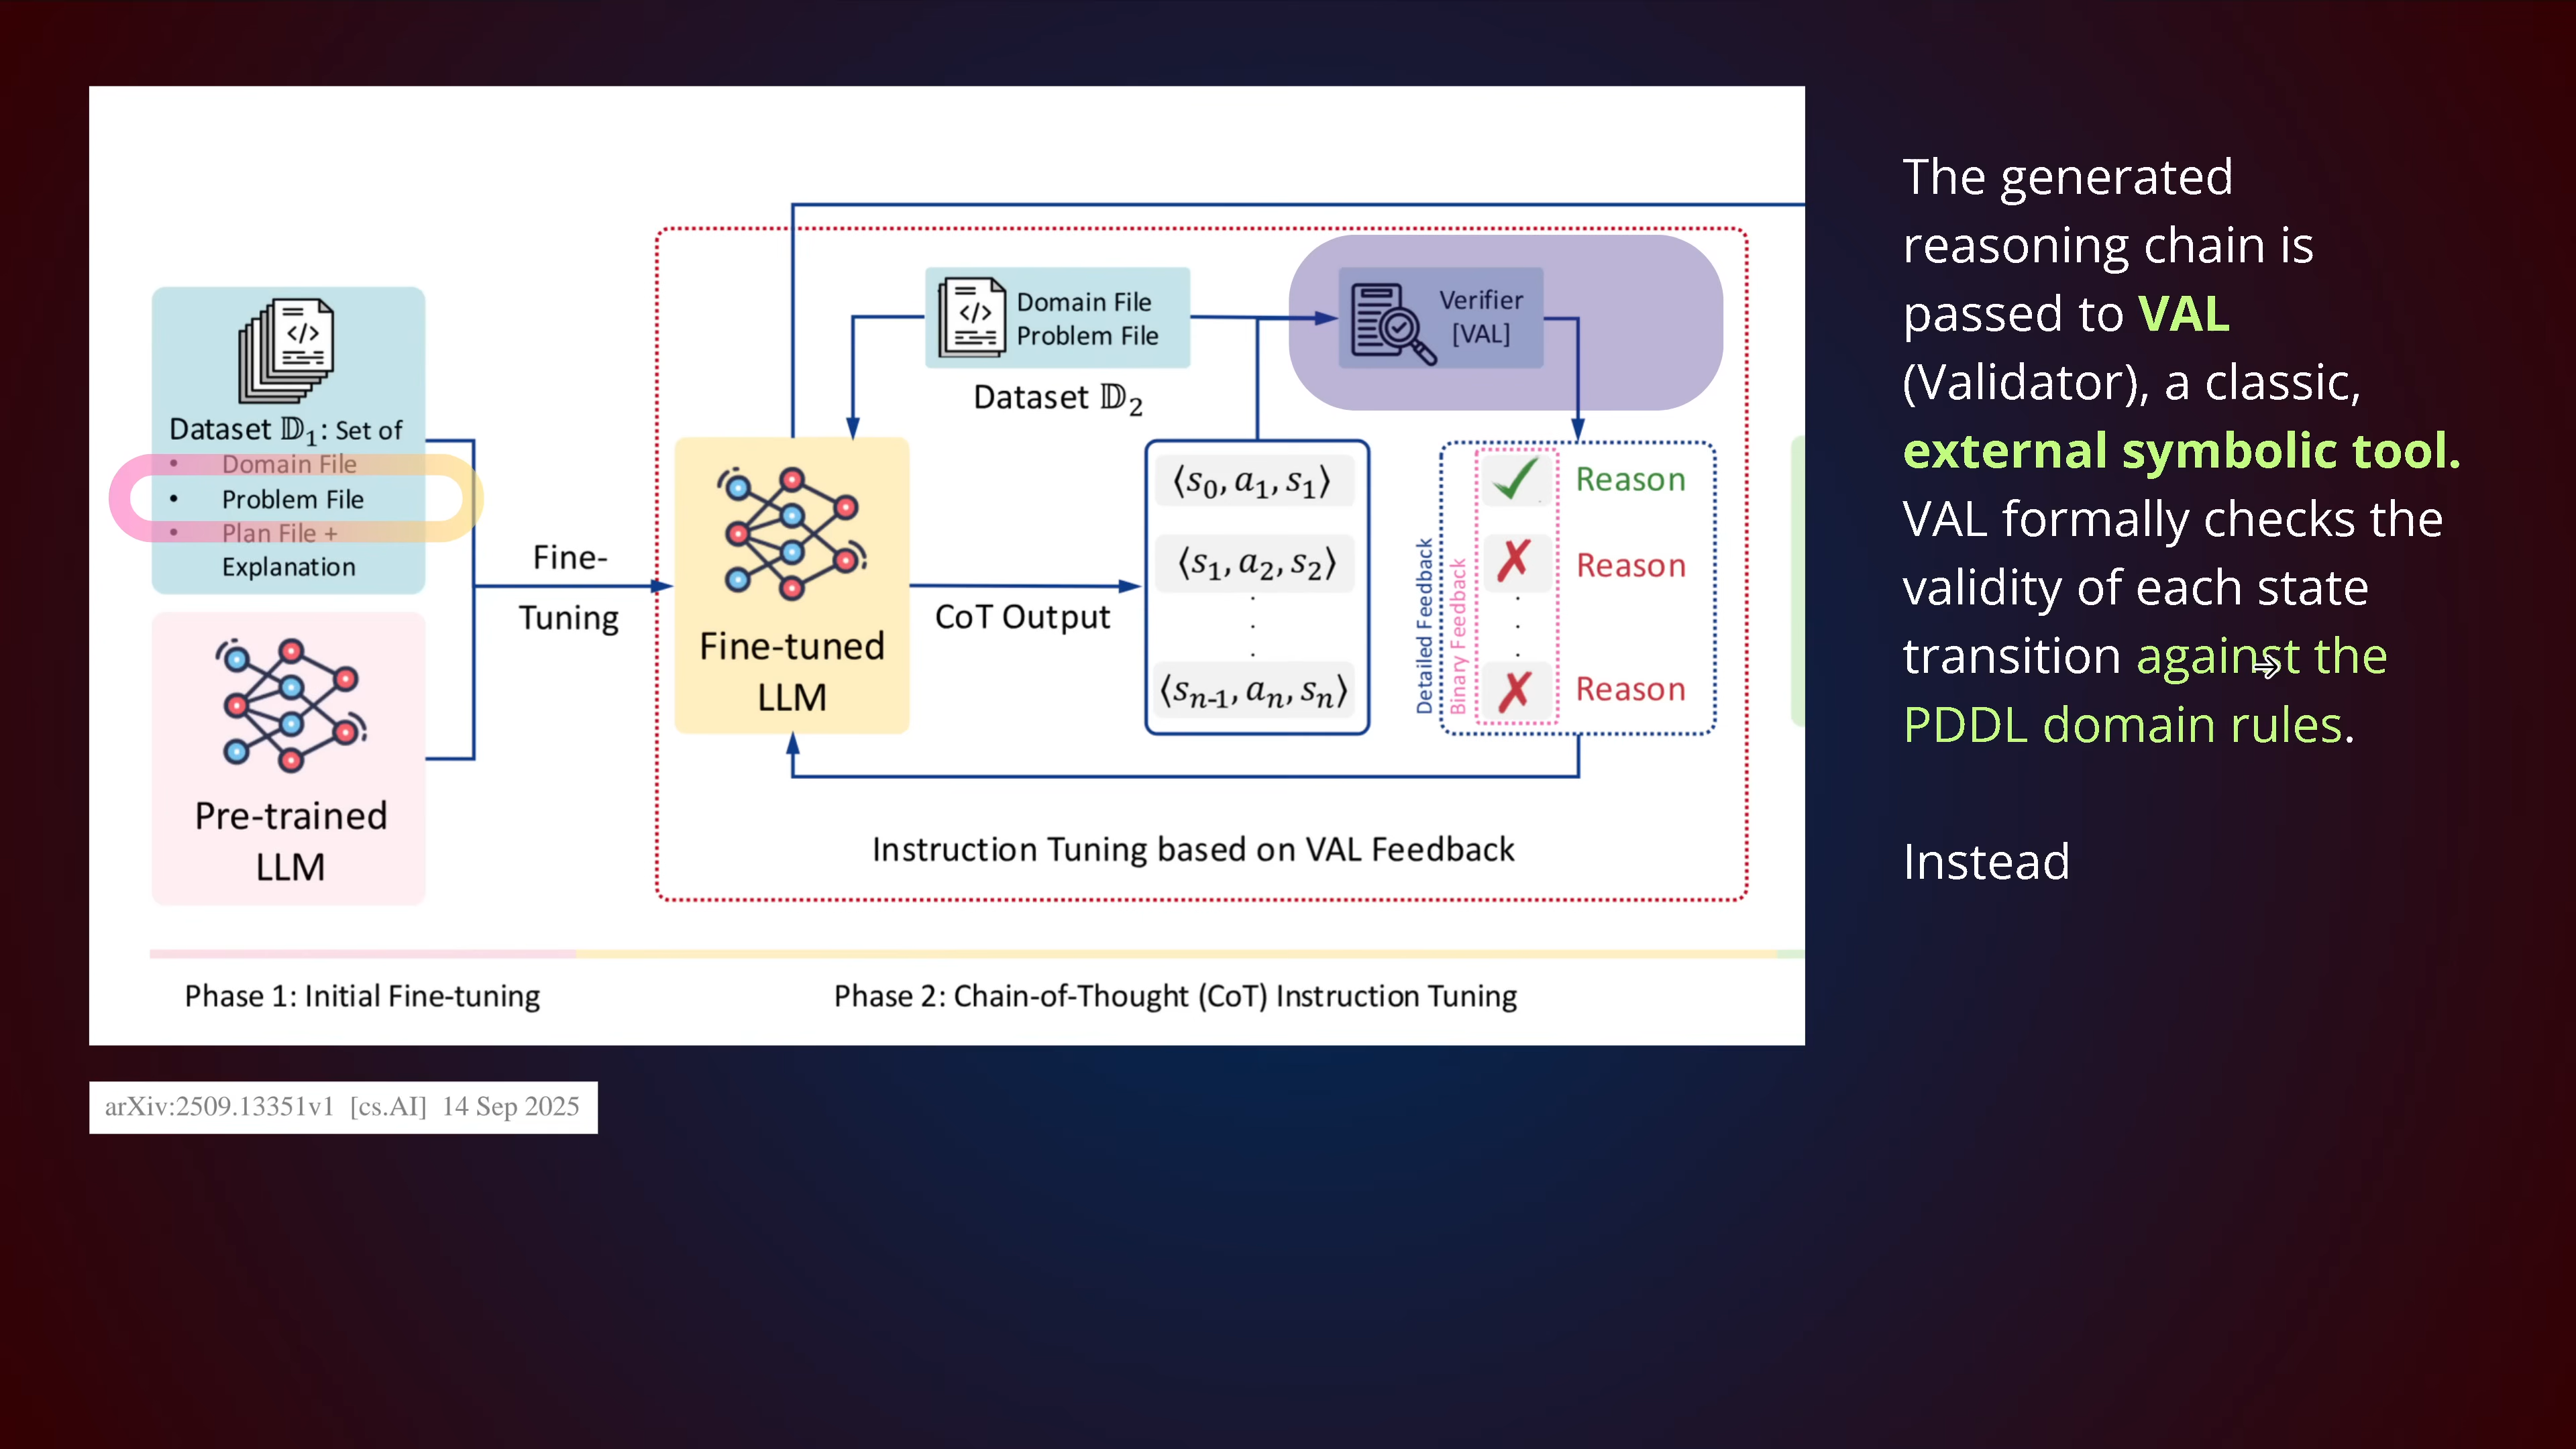 Dataset 𝔻₁: Set of
• Domain File
• Problem File
• Plan File +
Explanation
Pre-trained
LLM
Fine-
Tuning
Fine-tuned
LLM
Domain File
Problem File
Dataset 𝔻₂
Verifier
[VAL]
CoT Output
⟨s₀, a₁, s₁⟩
⟨s₁, a₂, s₂⟩
.
.
.
⟨sₙ₋₁, aₙ, sₙ⟩
Detailed Feedback
Binary Feedback
✓ Reason
✗ Reason
.
.
.
✗ Reason
Instruction Tuning based on VAL Feedback
Phase 1: Initial Fine-tuning
Phase 2: Chain-of-Thought (CoT) Instruction Tuning
arXiv:2509.13351v1 [cs.AI] 14 Sep 2025
The generated
reasoning chain is
passed to VAL
(Validator), a classic,
external symbolic tool.
VAL formally checks the
validity of each state
transition against the
PDDL domain rules.
Instead